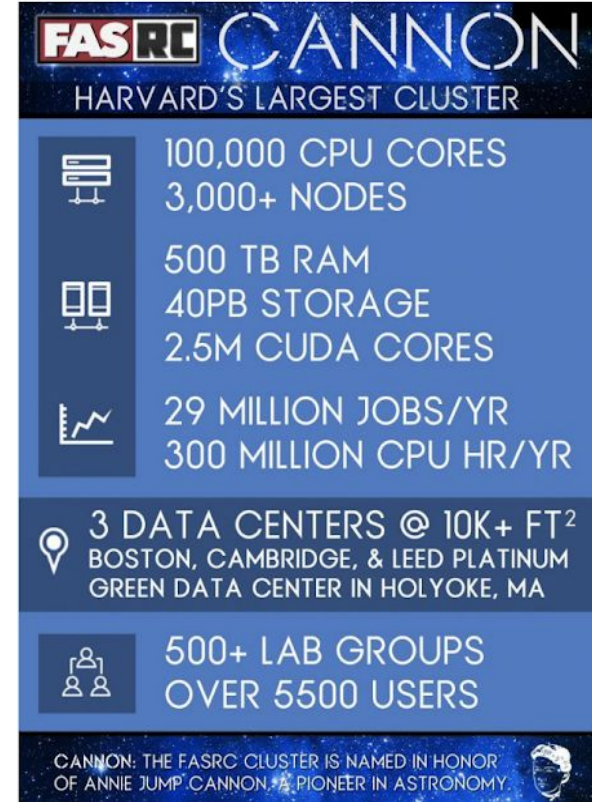 FASRC CANNON
HARVARD'S LARGEST CLUSTER
100,000 CPU CORES
3,000+ NODES
500 TB RAM
40PB STORAGE
2.5M CUDA CORES
29 MILLION JOBS/YR
300 MILLION CPU HR/YR
3 DATA CENTERS @ 10K+ FT²
BOSTON, CAMBRIDGE, & LEED PLATINUM
GREEN DATA CENTER IN HOLYOKE, MA
500+ LAB GROUPS
OVER 5500 USERS
CANNON: THE FASRC CLUSTER IS NAMED IN HONOR
OF ANNIE JUMP CANNON, A PIONEER IN ASTRONOMY.